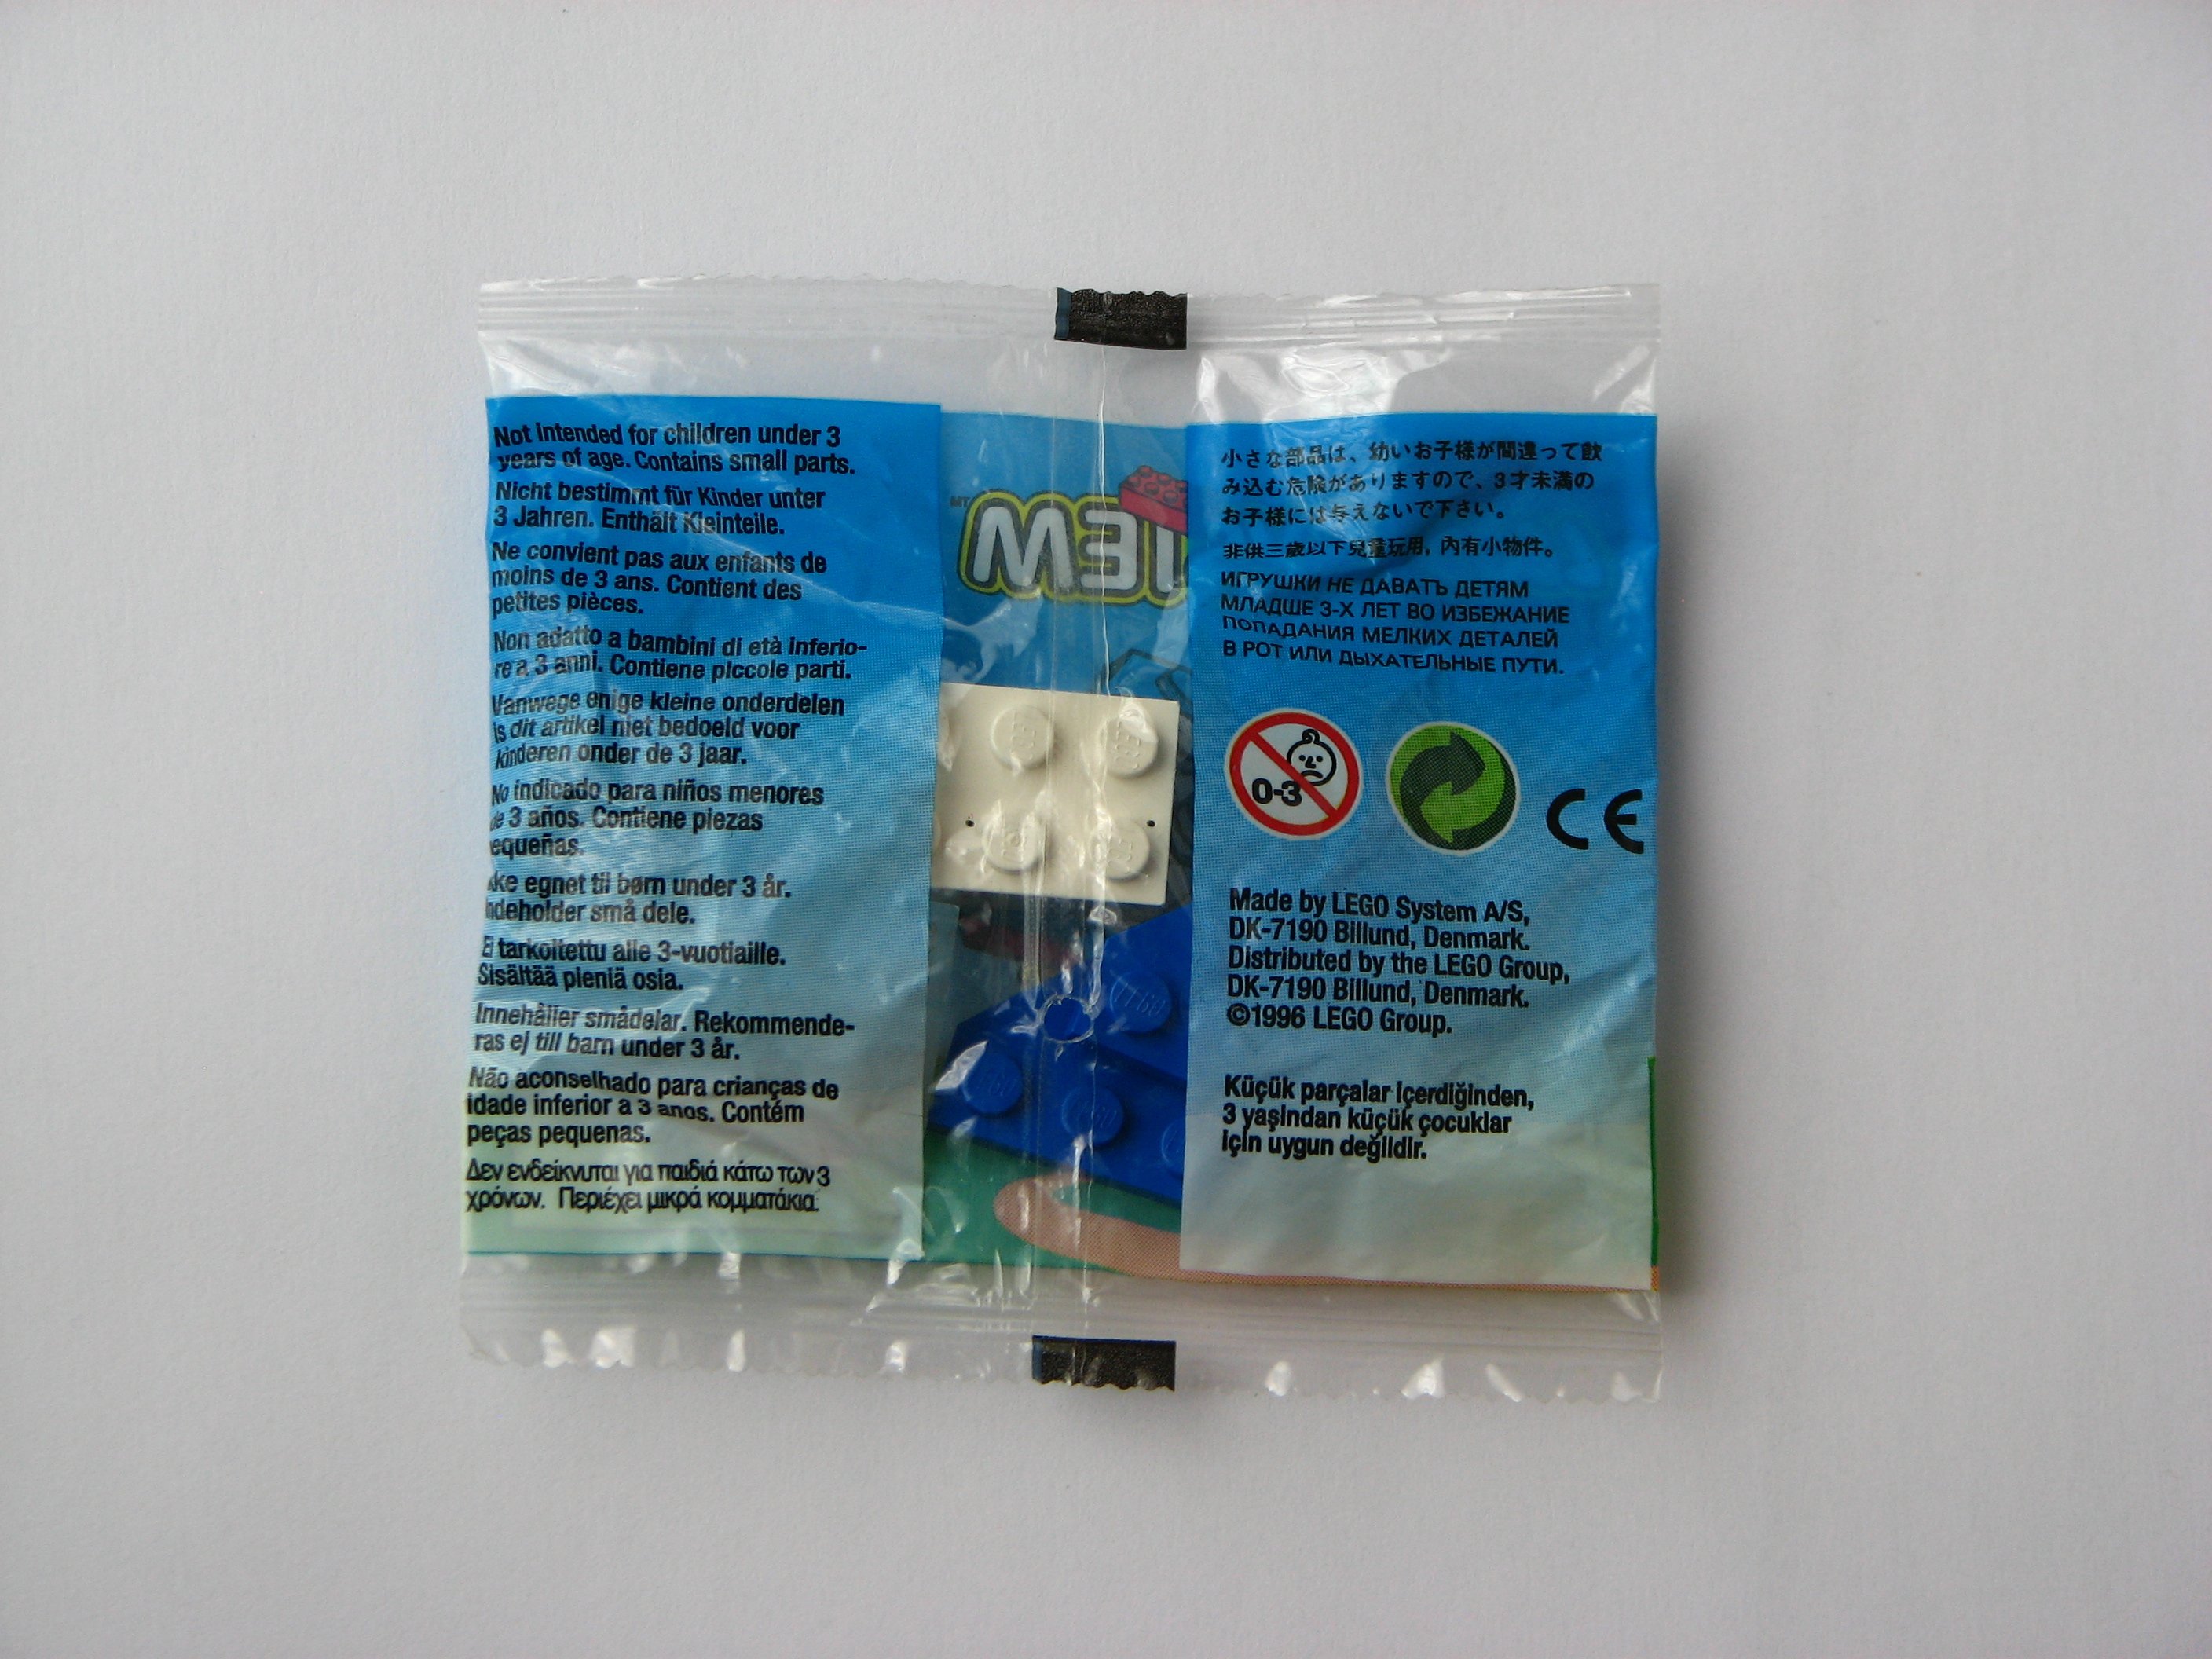 Not intended for children under 3
years of age. Contains small parts.
Nicht bestimmt für Kinder unter
3 Jahren. Enthält Kleinteile.
Ne convient pas aux enfants de
moins de 3 ans. Contient des
petites pièces.
Non adatto a bambini di età inferio-
re a 3 anni. Contiene piccole parti.
Vanwege enige kleine onderdelen
is dit artikel niet bedoeld voor
kinderen onder de 3 jaar.
No indicado para niños menores
de 3 años. Contiene piezas
equeñas.
kke egnet til børn under 3 år.
ndeholder små dele.
Ei tarkoitettu alle 3-vuotiaille.
Sisältää pieniä osia.
Innehåller smådelar. Rekommende-
ras ej till barn under 3 år.
Não aconselhado para crianças de
idade inferior a 3 anos. Contém
peças pequenas.
Δεν ενδείκνυται για παιδιά κάτω των 3
χρόνων. Περιέχει μικρά κομματάκια.
VIEW
TM
LEGO
LEGO
LEGO
小さな部品は、幼いお子様が間違って飲
み込む危険がありますので、3才未満の
お子様には与えないで下さい。
非供三歲以下兒童玩用, 內有小物件。
ИГРУШКИ НЕ ДАВАТЬ ДЕТЯМ
МЛАДШЕ 3-Х ЛЕТ ВО ИЗБЕЖАНИЕ
ПОПАДАНИЯ МЕЛКИХ ДЕТАЛЕЙ
В РОТ ИЛИ ДЫХАТЕЛЬНЫЕ ПУТИ.
0-3
CE
Made by LEGO System A/S,
DK-7190 Billund, Denmark.
Distributed by the LEGO Group,
DK-7190 Billund, Denmark.
©1996 LEGO Group.
Küçük parçalar içerdiğinden,
3 yaşından küçük çocuklar
için uygun değildir.